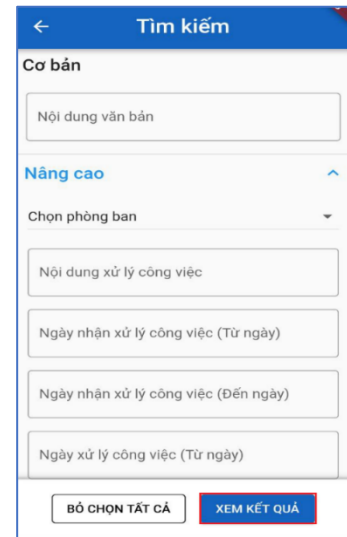 Tìm kiếm
Cơ bản
Nội dung văn bản
Nâng cao
Chọn phòng ban
Nội dung xử lý công việc
Ngày nhận xử lý công việc (Từ ngày)
Ngày nhận xử lý công việc (Đến ngày)
Ngày xử lý công việc (Từ ngày)
BỎ CHỌN TẤT CẢ XEM KẾT QUẢ